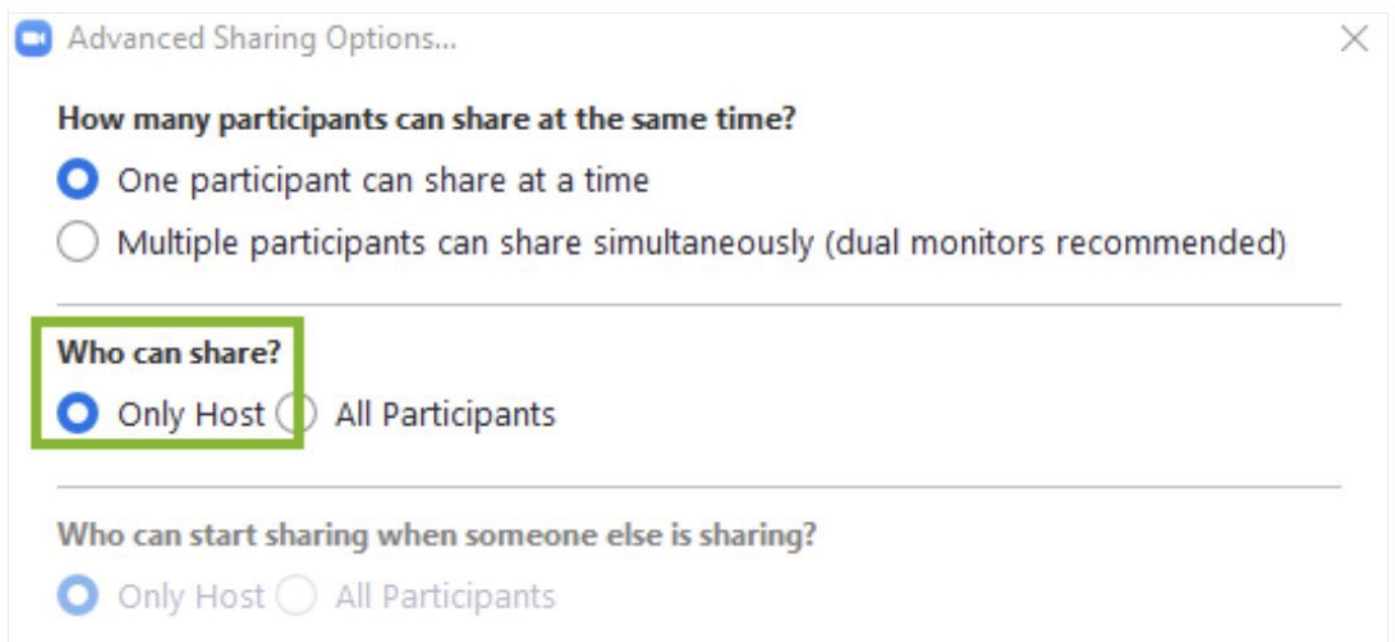 Advanced Sharing Options...
How many participants can share at the same time?
One participant can share at a time
Multiple participants can share simultaneously (dual monitors recommended)
Who can share?
Only Host All Participants
Who can start sharing when someone else is sharing?
Only Host All Participants